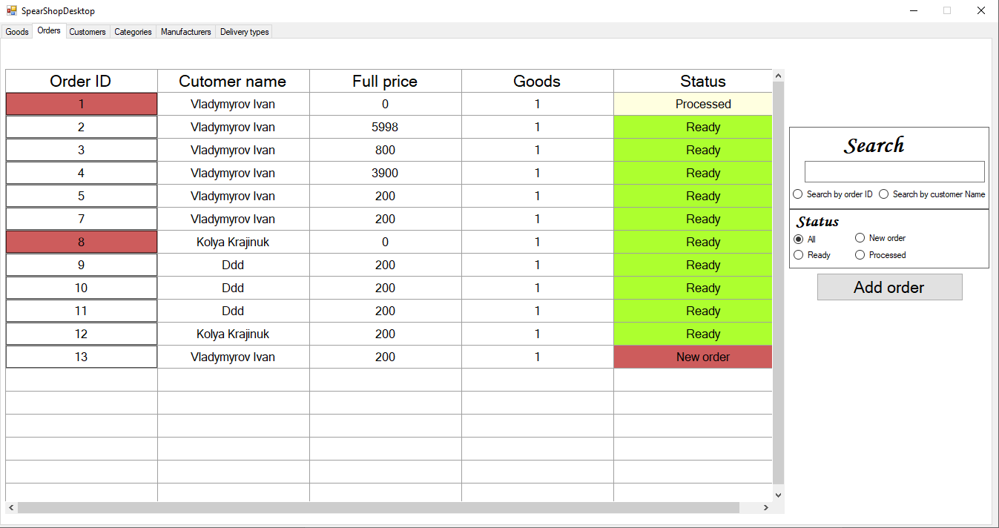 SpearShopDesktop
Goods Orders Customers Categories Manufacturers Delivery types
Order ID Cutomer name Full price Goods Status
1 Vladymyrov Ivan 0 1 Processed
2 Vladymyrov Ivan 5998 1 Ready
3 Vladymyrov Ivan 800 1 Ready
4 Vladymyrov Ivan 3900 1 Ready
5 Vladymyrov Ivan 200 1 Ready
7 Vladymyrov Ivan 200 1 Ready
8 Kolya Krajinuk 0 1 Ready
9 Ddd 200 1 Ready
10 Ddd 200 1 Ready
11 Ddd 200 1 Ready
12 Kolya Krajinuk 200 1 Ready
13 Vladymyrov Ivan 200 1 New order
Search
Search by order ID Search by customer Name
Status
All New order
Ready Processed
Add order